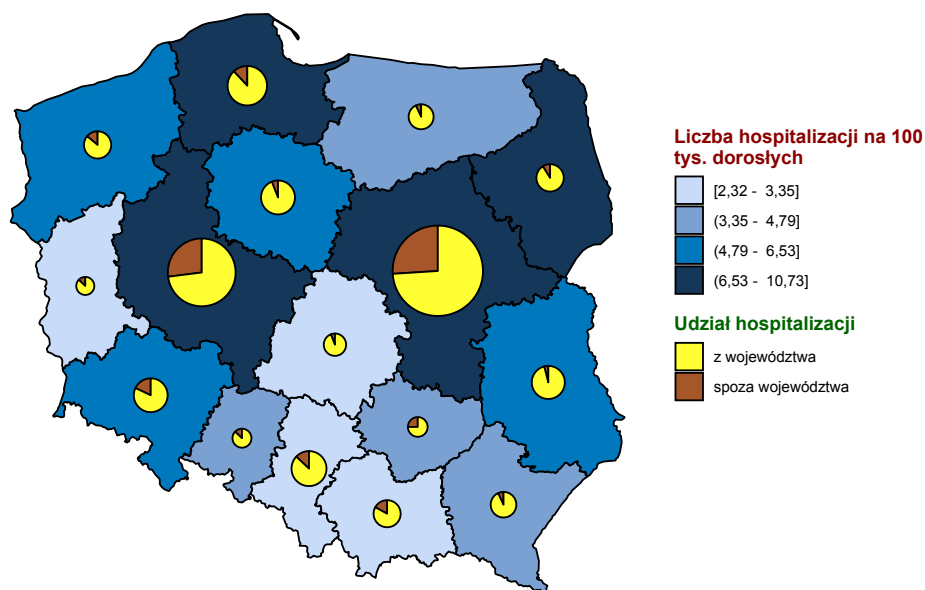 Liczba hospitalizacji na 100
tys. dorosłych
[2,32 - 3,35]
(3,35 - 4,79]
(4,79 - 6,53]
(6,53 - 10,73]
Udział hospitalizacji
z województwa
spoza województwa